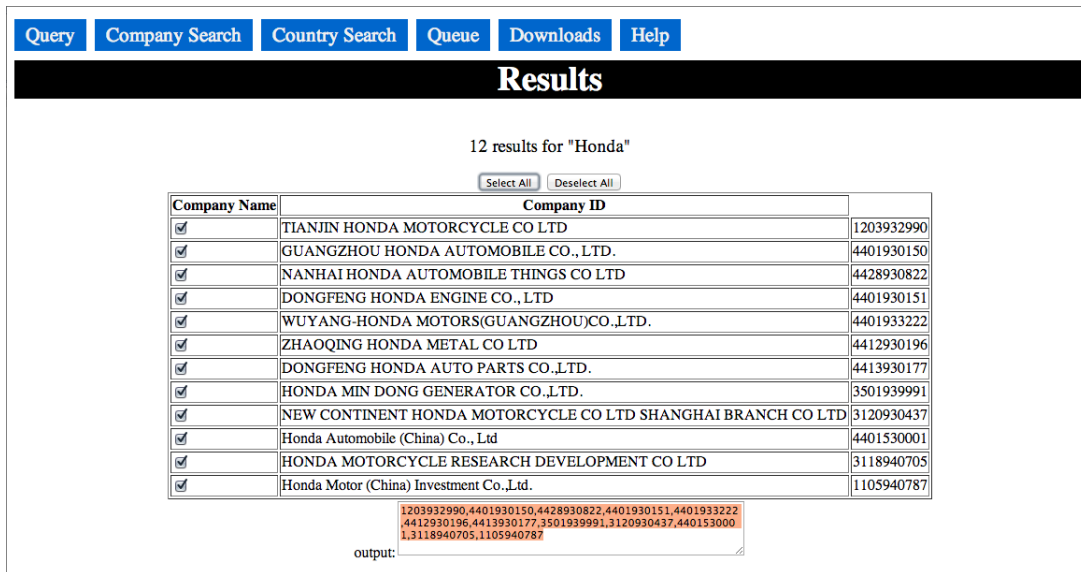 Query Company Search Country Search Queue Downloads Help
Results
12 results for "Honda"
Select All Deselect All
Company Name Company ID
TIANJIN HONDA MOTORCYCLE CO LTD 1203932990
GUANGZHOU HONDA AUTOMOBILE CO., LTD. 4401930150
NANHAI HONDA AUTOMOBILE THINGS CO LTD 4428930822
DONGFENG HONDA ENGINE CO., LTD 4401930151
WUYANG-HONDA MOTORS(GUANGZHOU)CO.,LTD. 4401933222
ZHAOQING HONDA METAL CO LTD 4412930196
DONGFENG HONDA AUTO PARTS CO.,LTD. 4413930177
HONDA MIN DONG GENERATOR CO.,LTD. 3501939991
NEW CONTINENT HONDA MOTORCYCLE CO LTD SHANGHAI BRANCH CO LTD 3120930437
Honda Automobile (China) Co., Ltd 4401530001
HONDA MOTORCYCLE RESEARCH DEVELOPMENT CO LTD 3118940705
Honda Motor (China) Investment Co.,Ltd. 1105940787
1203932990,4401930150,4428930822,4401930151,4401933222
,4412930196,4413930177,3501939991,3120930437,440153000
1,3118940705,1105940787
output: